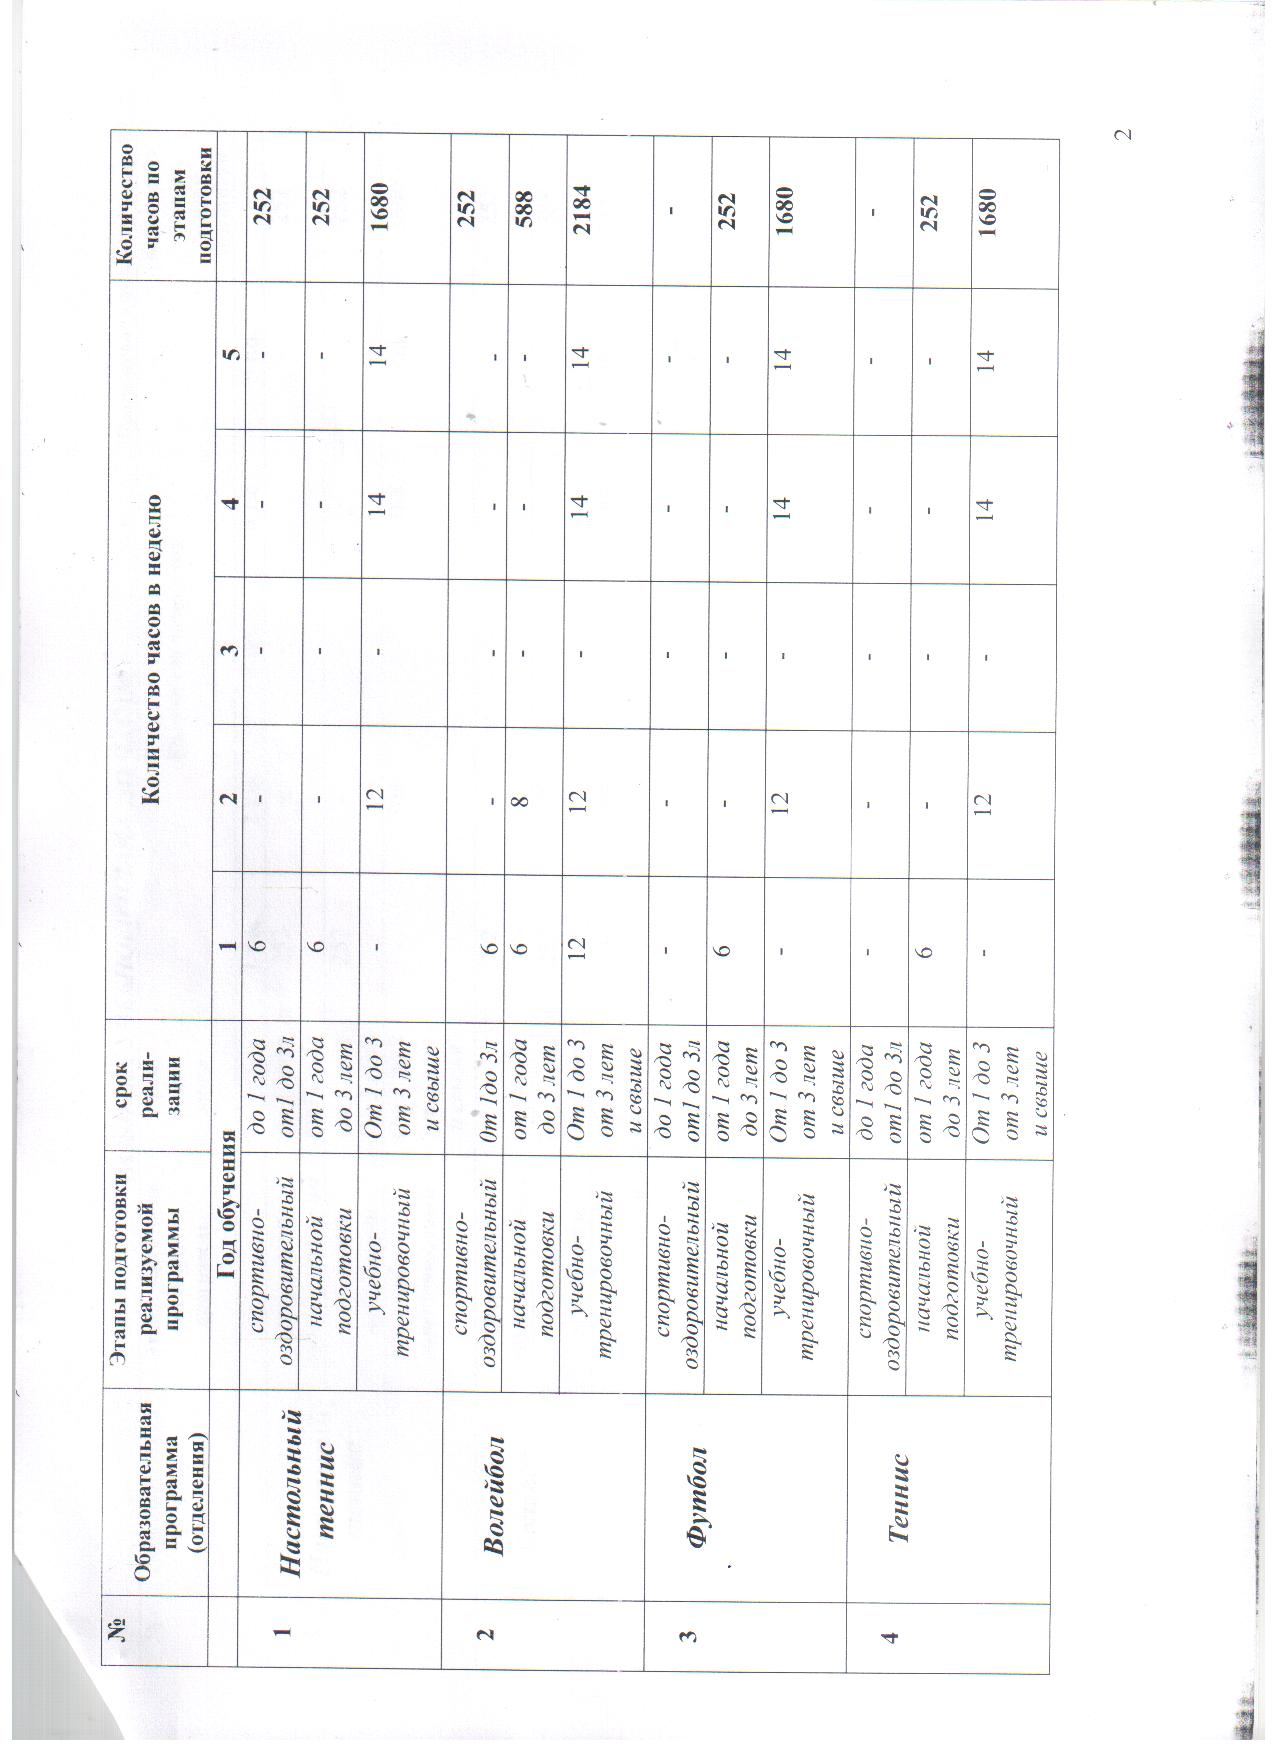 № Образовательная программа (отделения) Этапы подготовки реализуемой программы срок реали-зации Количество часов в неделю Количество часов по этапам подготовки
Год обучения 1 2 3 4 5
1 Настольный теннис
спортивно-оздоровительный до 1 года от1 до 3л 6 - - - - 252
начальной подготовки от 1 года до 3 лет 6 - - - - 252
учебно-тренировочный От 1 до 3 от 3 лет и свыше - 12 - 14 14 1680
2 Волейбол
спортивно-оздоровительный 0т 1до 3л 6 - - - - 252
начальной подготовки от 1 года до 3 лет 6 8 - - - 588
учебно-тренировочный От 1 до 3 от 3 лет и свыше 12 12 - 14 14 2184
3 Футбол
спортивно-оздоровительный до 1 года от1 до 3л - - - - - -
начальной подготовки от 1 года до 3 лет 6 - - - - 252
учебно-тренировочный От 1 до 3 от 3 лет и свыше - 12 - 14 14 1680
4 Теннис
спортивно-оздоровительный до 1 года от1 до 3л - - - - - -
начальной подготовки от 1 года до 3 лет 6 - - - - 252
учебно-тренировочный От 1 до 3 от 3 лет и свыше - 12 - 14 14 1680
2